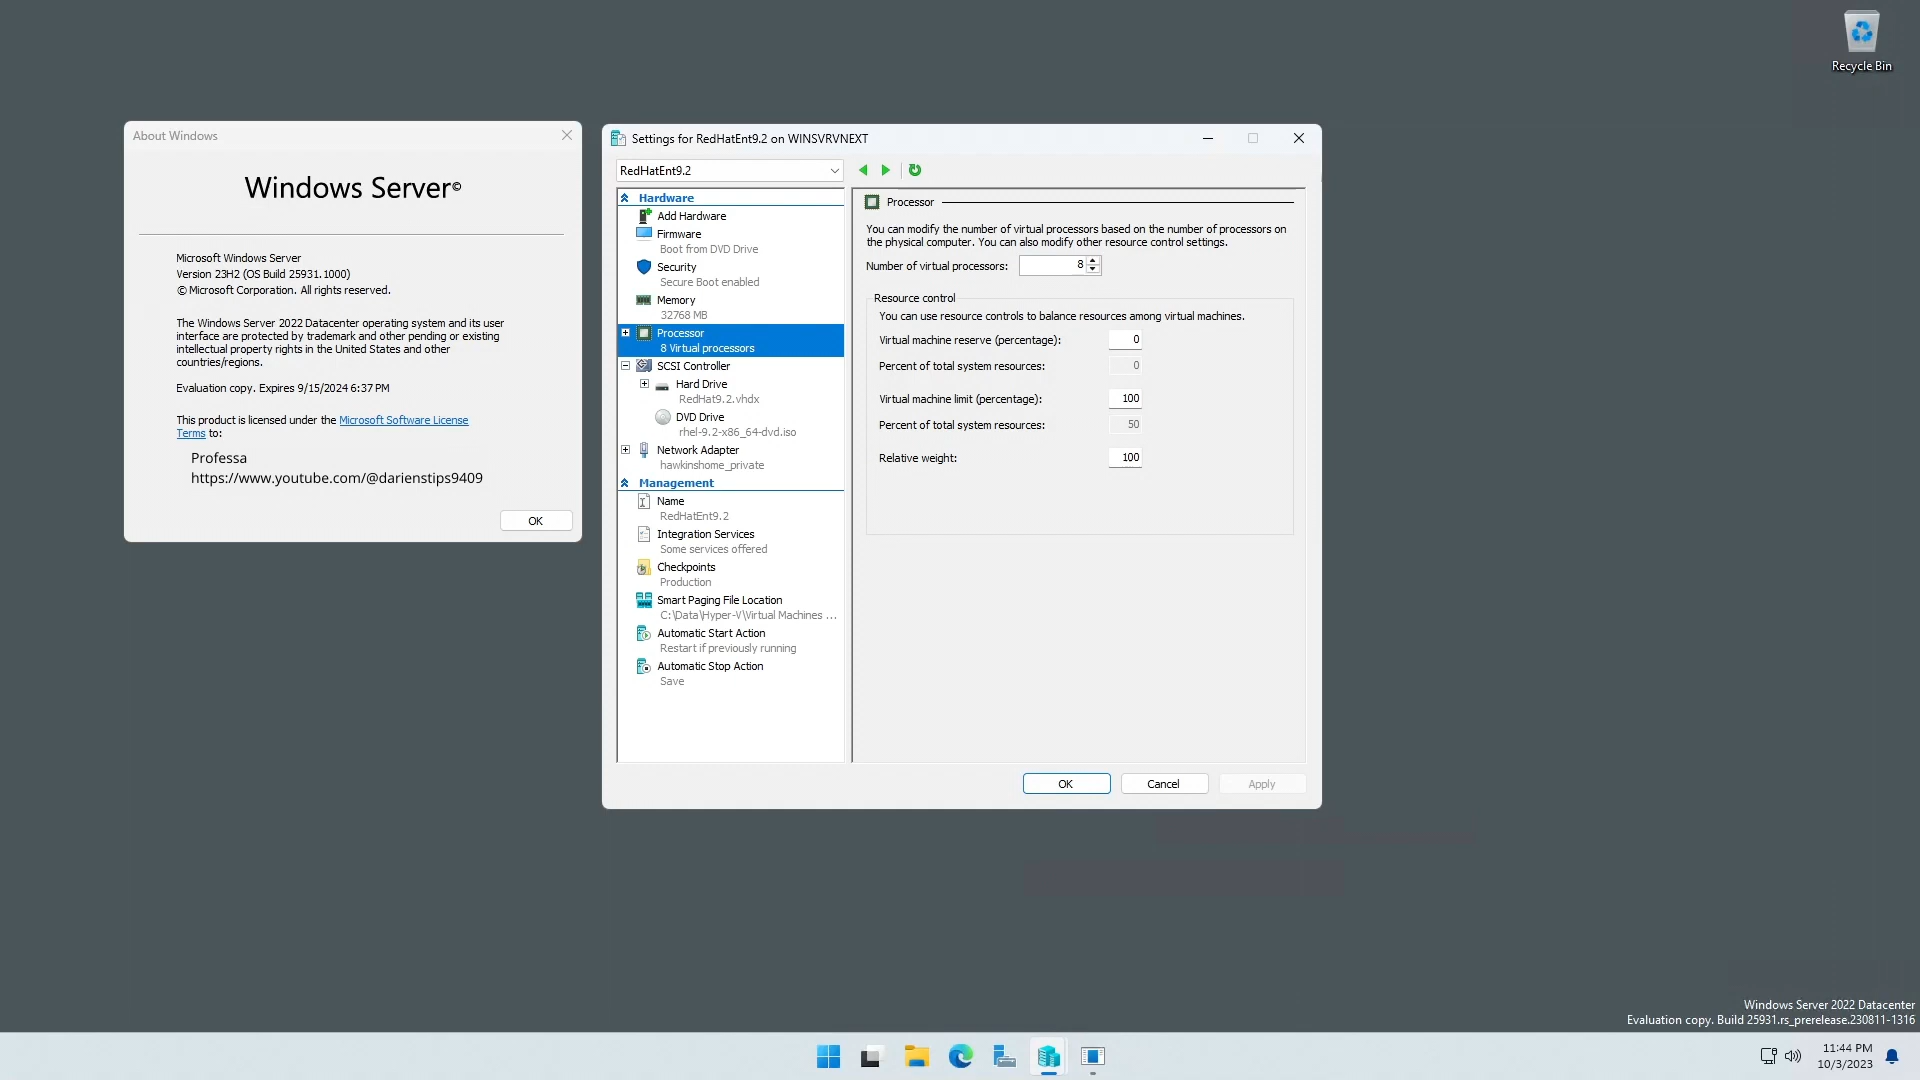 Recycle Bin
About Windows
Windows Server©
Microsoft Windows Server
Version 23H2 (OS Build 25931.1000)
© Microsoft Corporation. All rights reserved.
The Windows Server 2022 Datacenter operating system and its user
interface are protected by trademark and other pending or existing
intellectual property rights in the United States and other
countries/regions.
Evaluation copy. Expires 9/15/2024 6:37 PM
This product is licensed under the Microsoft Software License
Terms to:
Professa
https://www.youtube.com/@darienstips9409
OK
Settings for RedHatEnt9.2 on WINSVRVNEXT
RedHatEnt9.2
Hardware
Add Hardware
Firmware
Boot from DVD Drive
Security
Secure Boot enabled
Memory
32768 MB
Processor
8 Virtual processors
SCSI Controller
Hard Drive
RedHat9.2.vhdx
DVD Drive
rhel-9.2-x86_64-dvd.iso
Network Adapter
hawkinshome_private
Management
Name
RedHatEnt9.2
Integration Services
Some services offered
Checkpoints
Production
Smart Paging File Location
C:\Data\Hyper-V\Virtual Machines ...
Automatic Start Action
Restart if previously running
Automatic Stop Action
Save
Processor
You can modify the number of virtual processors based on the number of processors on
the physical computer. You can also modify other resource control settings.
Number of virtual processors: 8
Resource control
You can use resource controls to balance resources among virtual machines.
Virtual machine reserve (percentage): 0
Percent of total system resources: 0
Virtual machine limit (percentage): 100
Percent of total system resources: 50
Relative weight: 100
OK Cancel Apply
Windows Server 2022 Datacenter
Evaluation copy. Build 25931.rs_prerelease.230811-1316
11:44 PM
10/3/2023